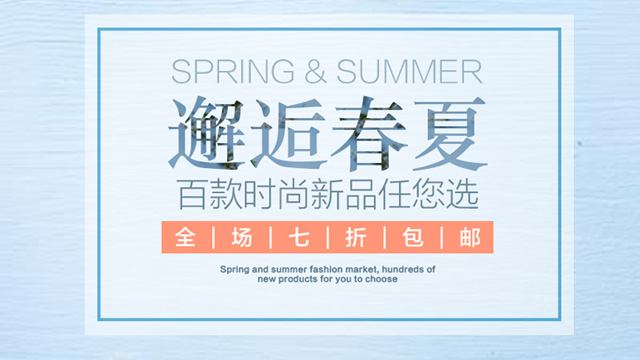 SPRING & SUMMER
邂逅春夏
百款时尚新品任您选
全|场|七|折|包|邮
Spring and summer fashion market, hundreds of
new products for you to choose